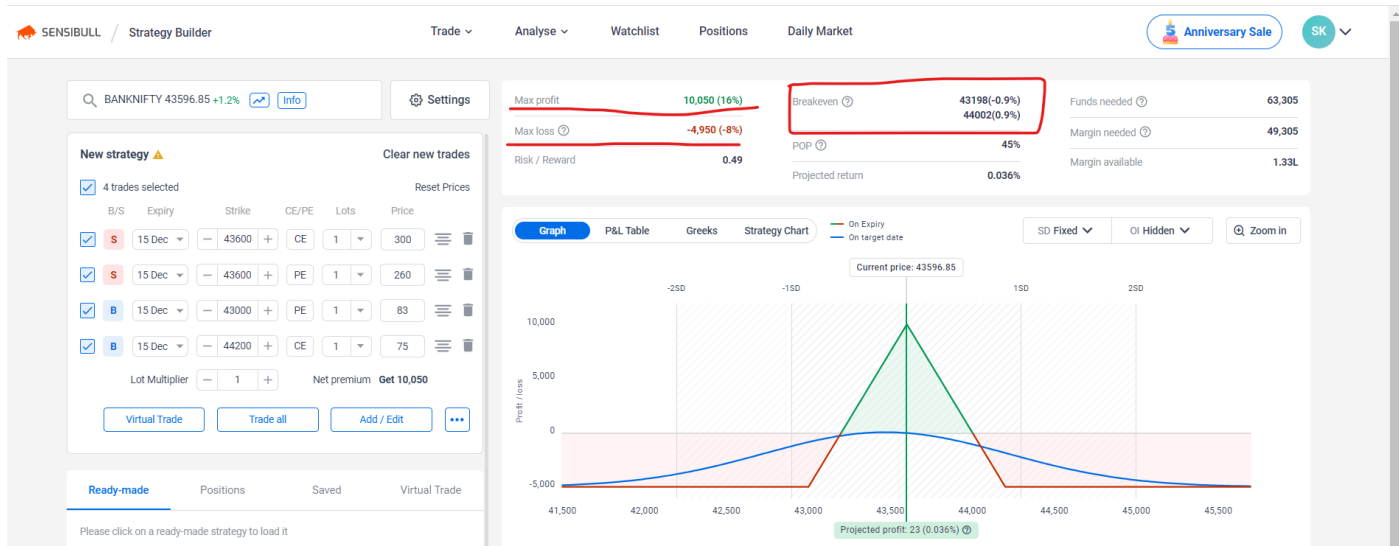 SENSIBULL / Strategy Builder Trade Analyse Watchlist Positions Daily Market 5 Anniversary Sale SK
BANKNIFTY 43596.85 +1.2% Info Settings
New strategy Clear new trades
4 trades selected Reset Prices
B/S Expiry Strike CE/PE Lots Price
S 15 Dec − 43600 + CE 1 300
S 15 Dec − 43600 + PE 1 260
B 15 Dec − 43000 + PE 1 83
B 15 Dec − 44200 + CE 1 75
Lot Multiplier − 1 + Net premium Get 10,050
Virtual Trade Trade all Add / Edit
Ready-made Positions Saved Virtual Trade
Please click on a ready-made strategy to load it
Max profit 10,050 (16%)
Max loss ? -4,950 (-8%)
Risk / Reward 0.49
Breakeven ? 43198(-0.9%)
44002(0.9%)
POP ? 45%
Projected return 0.036%
Funds needed ? 63,305
Margin needed ? 49,305
Margin available 1.33L
Graph P&L Table Greeks Strategy Chart
On Expiry
On target date
SD Fixed OI Hidden Zoom in
Current price: 43596.85
-2SD -1SD 1SD 2SD
Profit / loss
10,000
5,000
0
-5,000
41,500 42,000 42,500 43,000 43,500 44,000 44,500 45,000 45,500
Projected profit: 23 (0.036%) ?